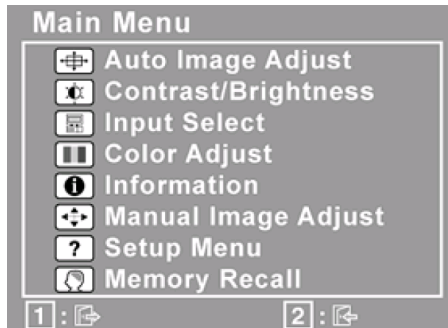 Main Menu
Auto Image Adjust
Contrast/Brightness
Input Select
Color Adjust
Information
Manual Image Adjust
? Setup Menu
Memory Recall
1 : 2 :